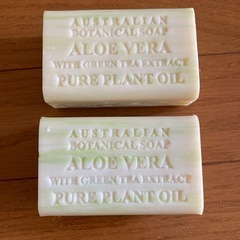 AUSTRALIAN
BOTANICAL SOAP
ALOE VERA
WITH GREEN TEA EXTRACT
PURE PLANT OIL
AUSTRALIAN
BOTANICAL SOAP
ALOE VERA
WITH GREEN TEA EXTRACT
PURE PLANT OIL